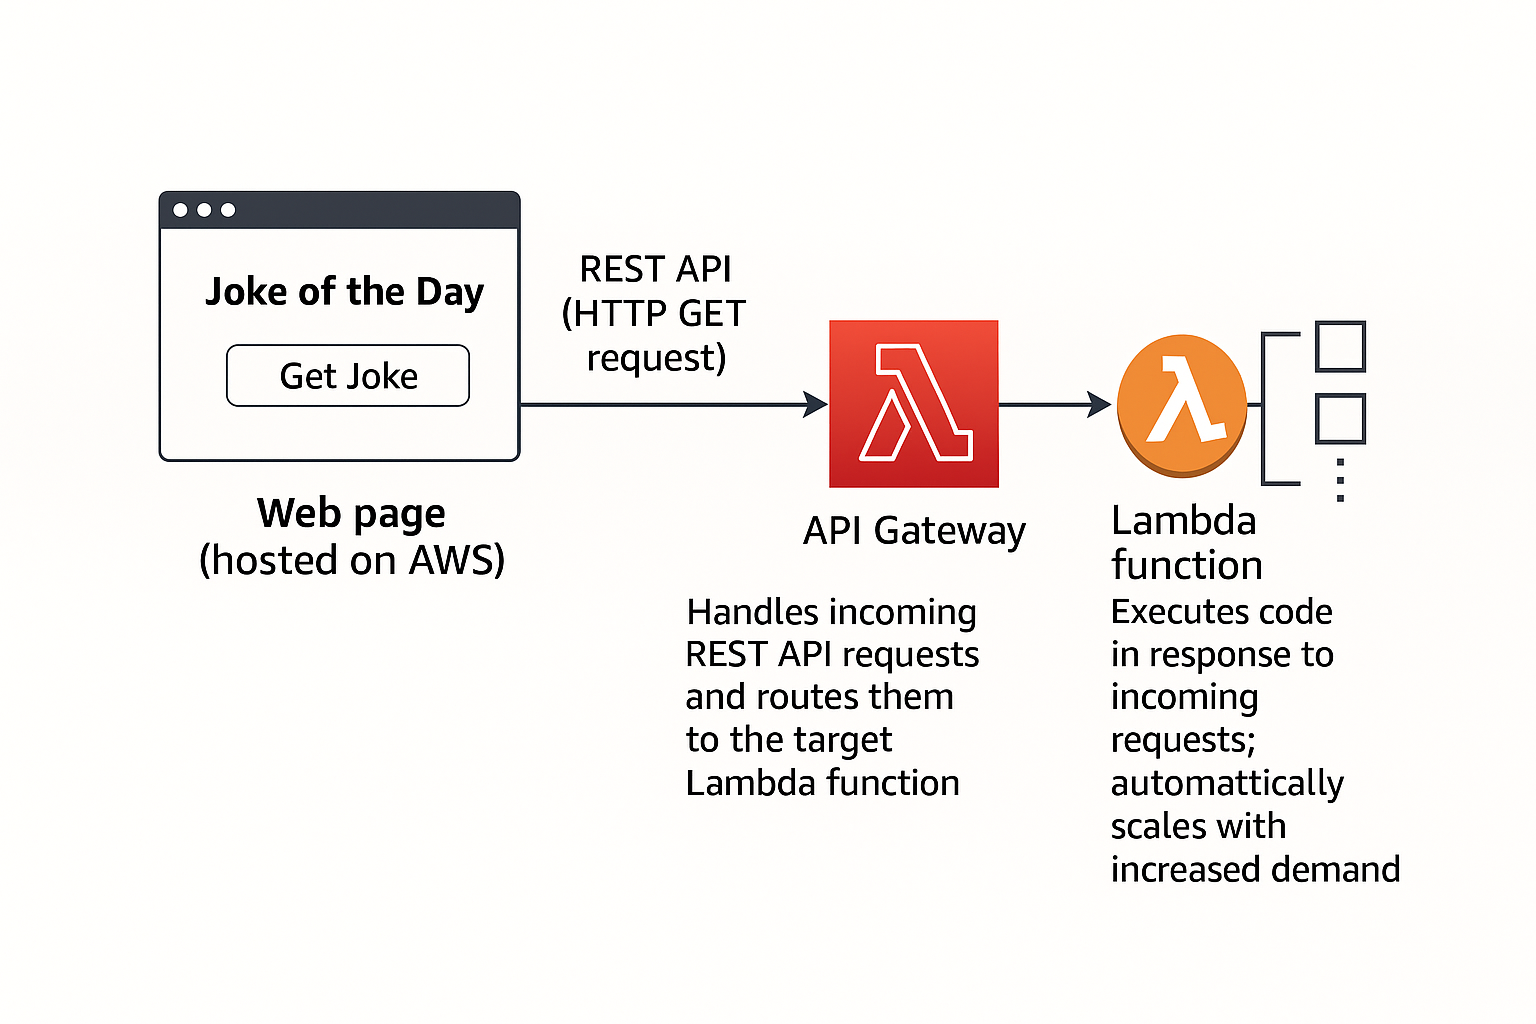 Joke of the Day
Get Joke
Web page
(hosted on AWS)
REST API
(HTTP GET
request)
API Gateway
Handles incoming
REST API requests
and routes them
to the target
Lambda function
Lambda
function
Executes code
in response to
incoming
requests;
automattically
scales with
increased demand